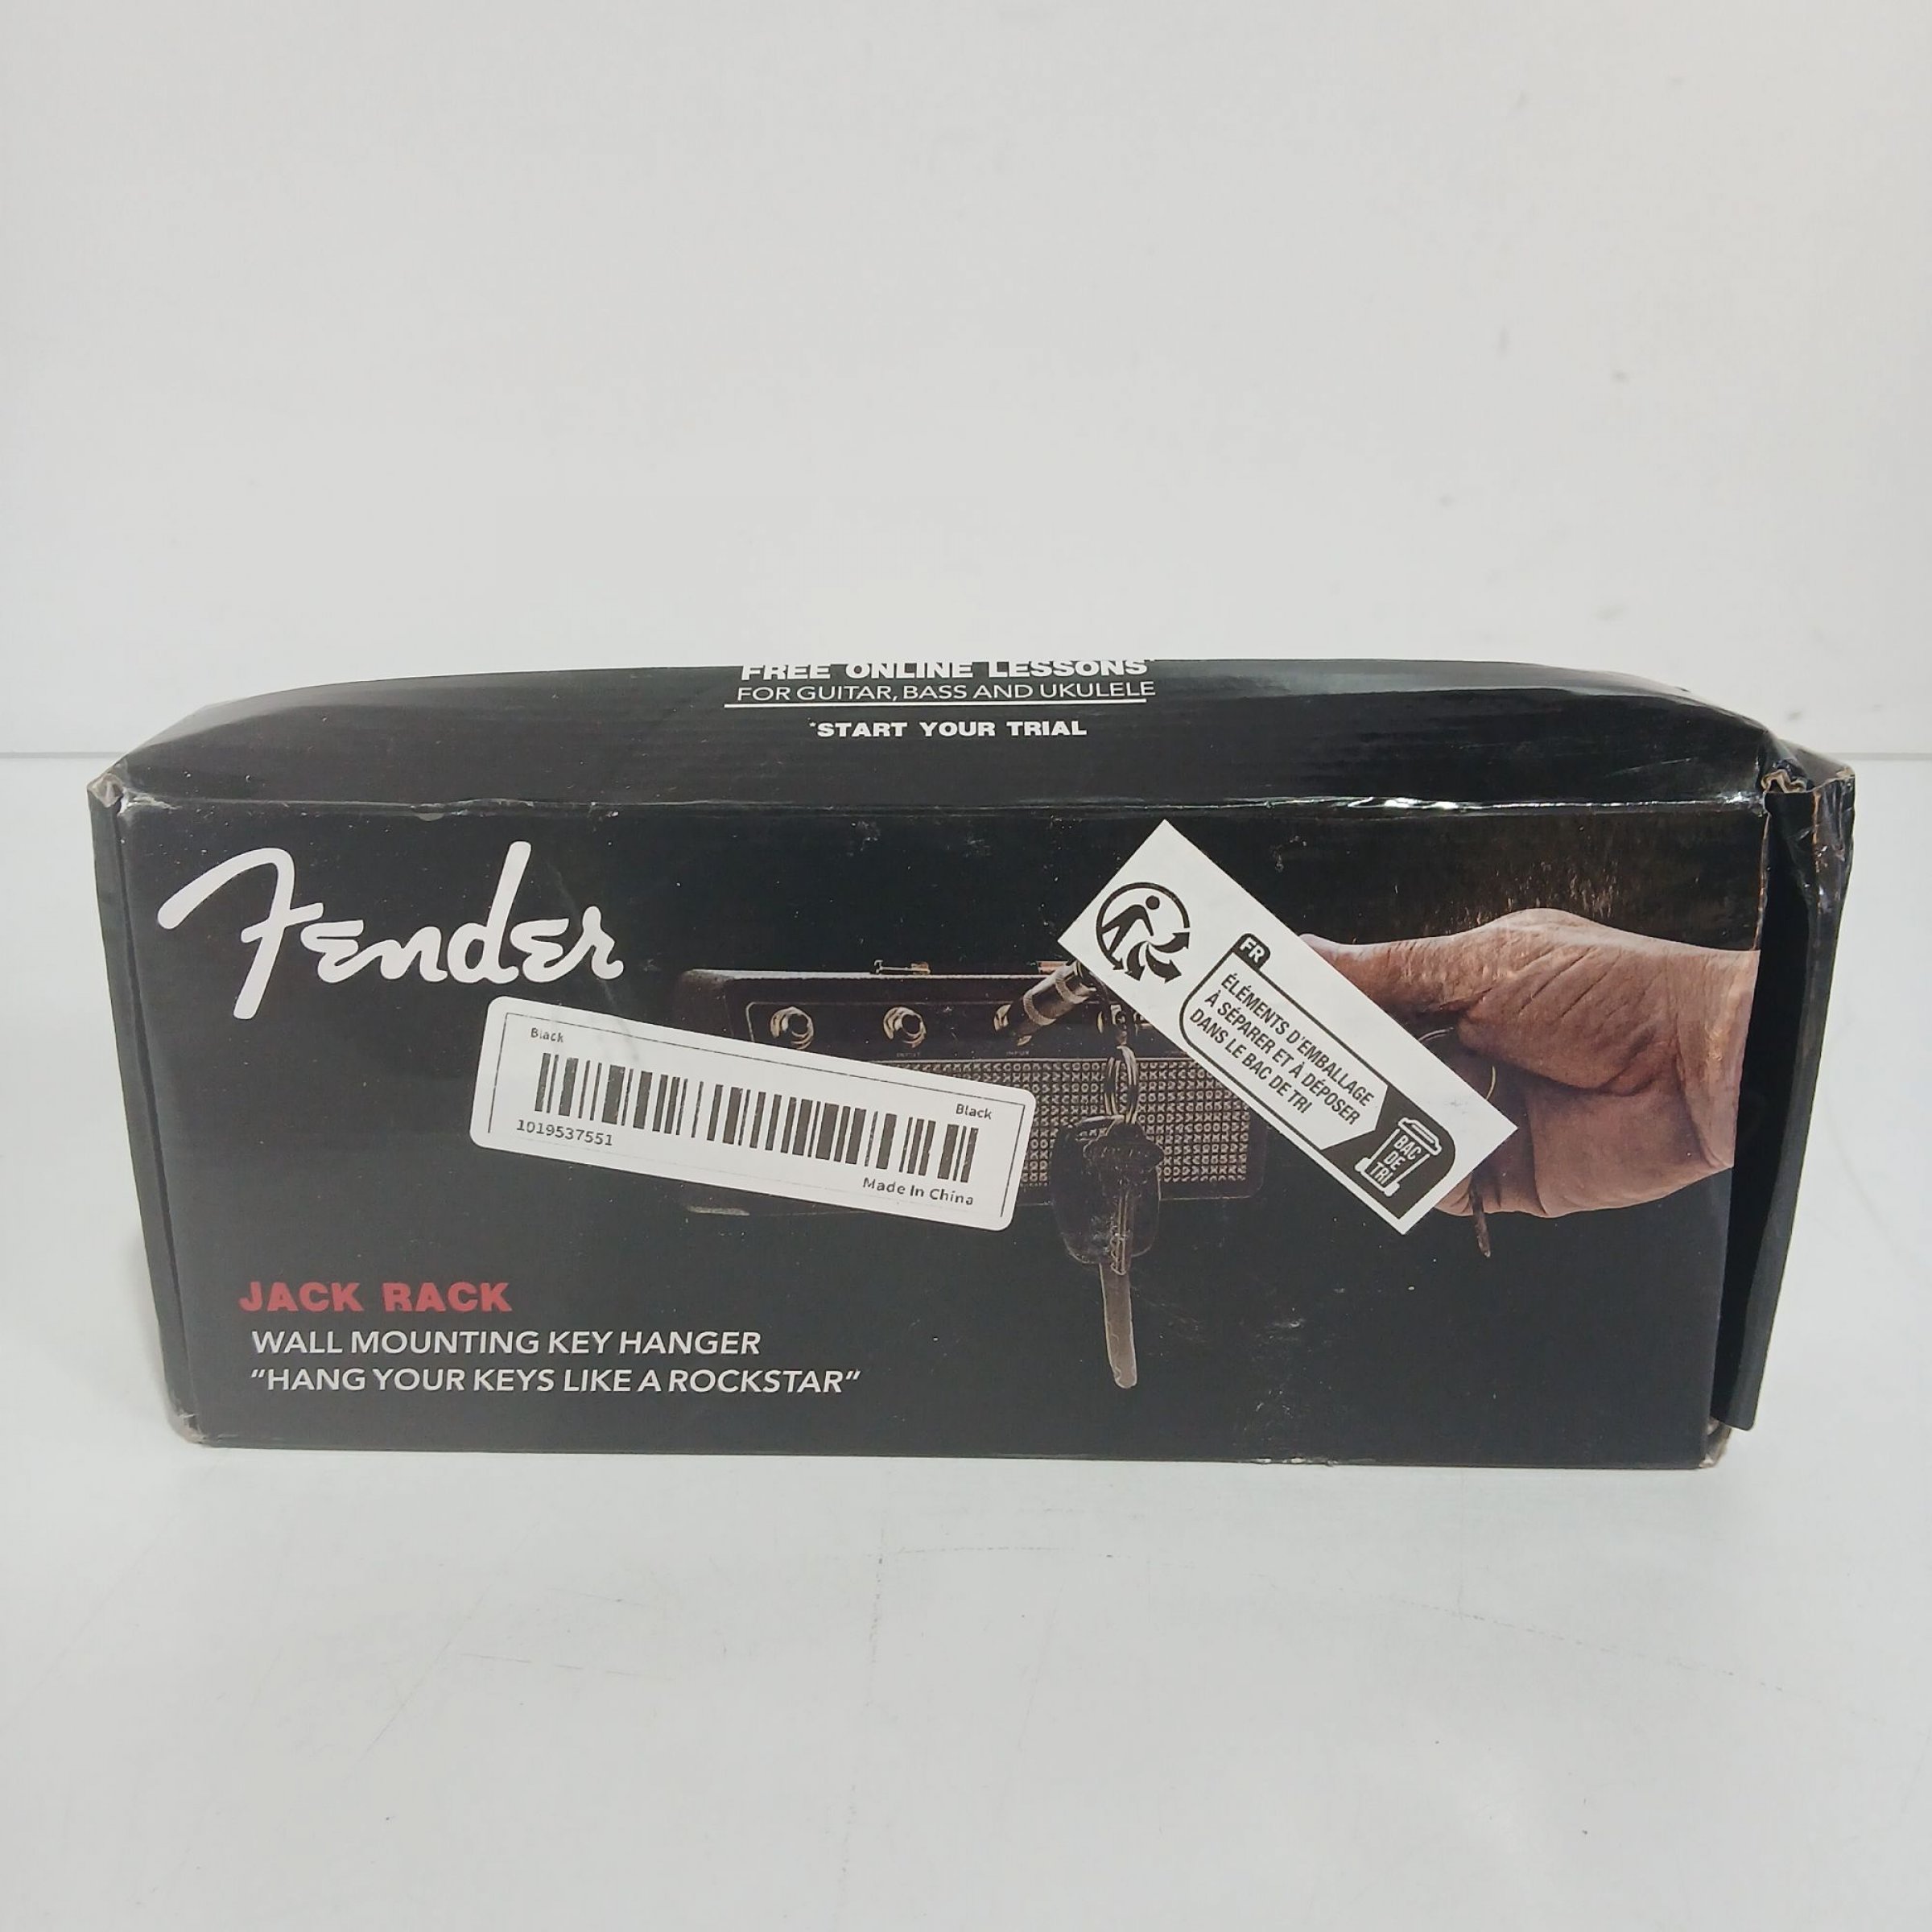 FREE ONLINE LESSONS
FOR GUITAR, BASS AND UKULELE
*START YOUR TRIAL
Fender
Black
1019537551
Black
Made In China
FR
ÉLÉMENTS D'EMBALLAGE
À SÉPARER ET À DÉPOSER
DANS LE BAC DE TRI
BAC
DE
TRI
JACK RACK
WALL MOUNTING KEY HANGER
"HANG YOUR KEYS LIKE A ROCKSTAR"